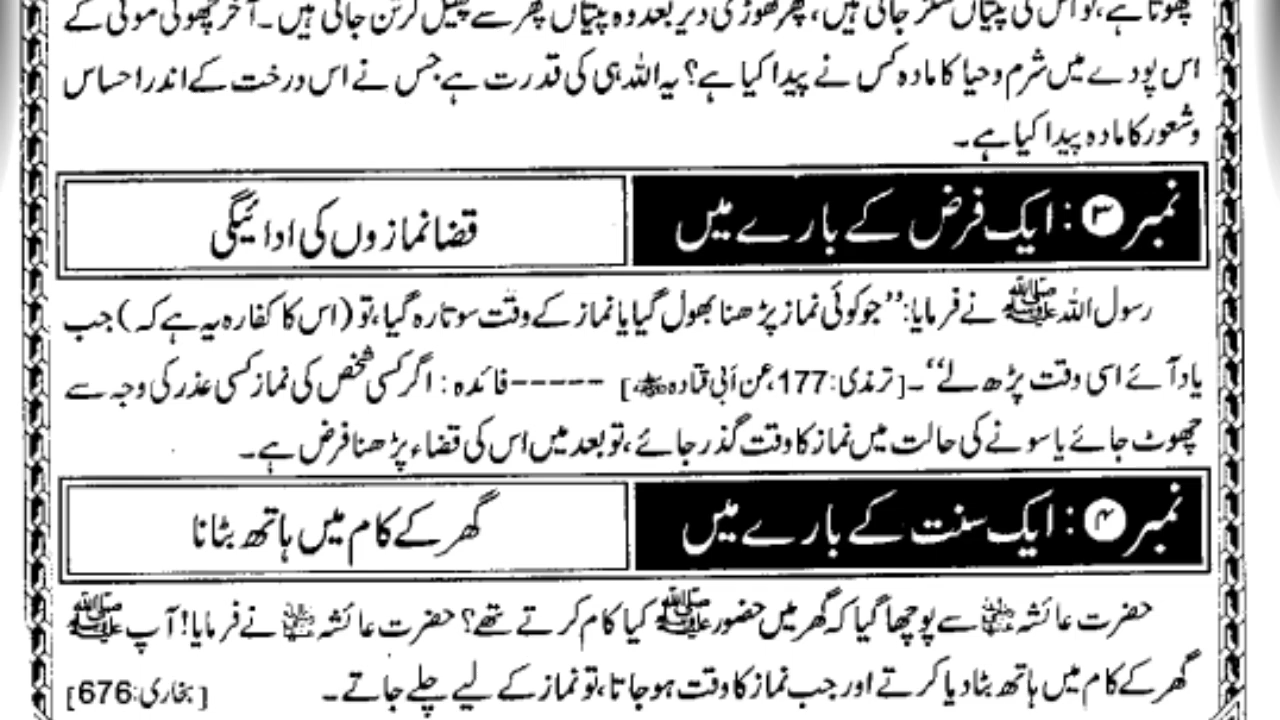 چھوتا ہے، تو اس کی پتیاں سکڑ جاتی ہیں، پھر تھوڑی دیر بعد وہ پتیاں پھر سے پھیل کر تن جاتی ہیں۔ آخر چھوئی موئی کے
اس پودے میں شرم و حیا کا مادہ کس نے پیدا کیا ہے؟ یہ اللہ ہی کی قدرت ہے جس نے اس درخت کے اندر احساس
وشعور کا مادہ پیدا کیا ہے۔
نمبر ۳ : ایک فرض کے بارے میں
قضا نمازوں کی ادائیگی
رسول اللہ ﷺ نے فرمایا: ”جو کوئی نماز پڑھنا بھول گیا یا نماز کے وقت سوتا رہ گیا، تو (اس کا کفارہ یہ ہے کہ) جب
یاد آئے اسی وقت پڑھ لے“۔ [ترمذی: 177، عن أبی قتادہ ؓ] ----- فائدہ : اگر کسی شخص کی نماز کسی عذر کی وجہ سے
چھوٹ جائے یا سونے کی حالت میں نماز کا وقت گذر جائے، تو بعد میں اس کی قضاء پڑھنا فرض ہے۔
نمبر ۴ : ایک سنت کے بارے میں
گھر کے کام میں ہاتھ بٹانا
حضرت عائشہ ؓ سے پوچھا گیا کہ گھر میں حضور ﷺ کیا کام کرتے تھے؟ حضرت عائشہ ؓ نے فرمایا! آپ ﷺ
گھر کے کام میں ہاتھ بٹا دیا کرتے اور جب نماز کا وقت ہو جاتا، تو نماز کے لیے چلے جاتے۔ [بخاری: 676]